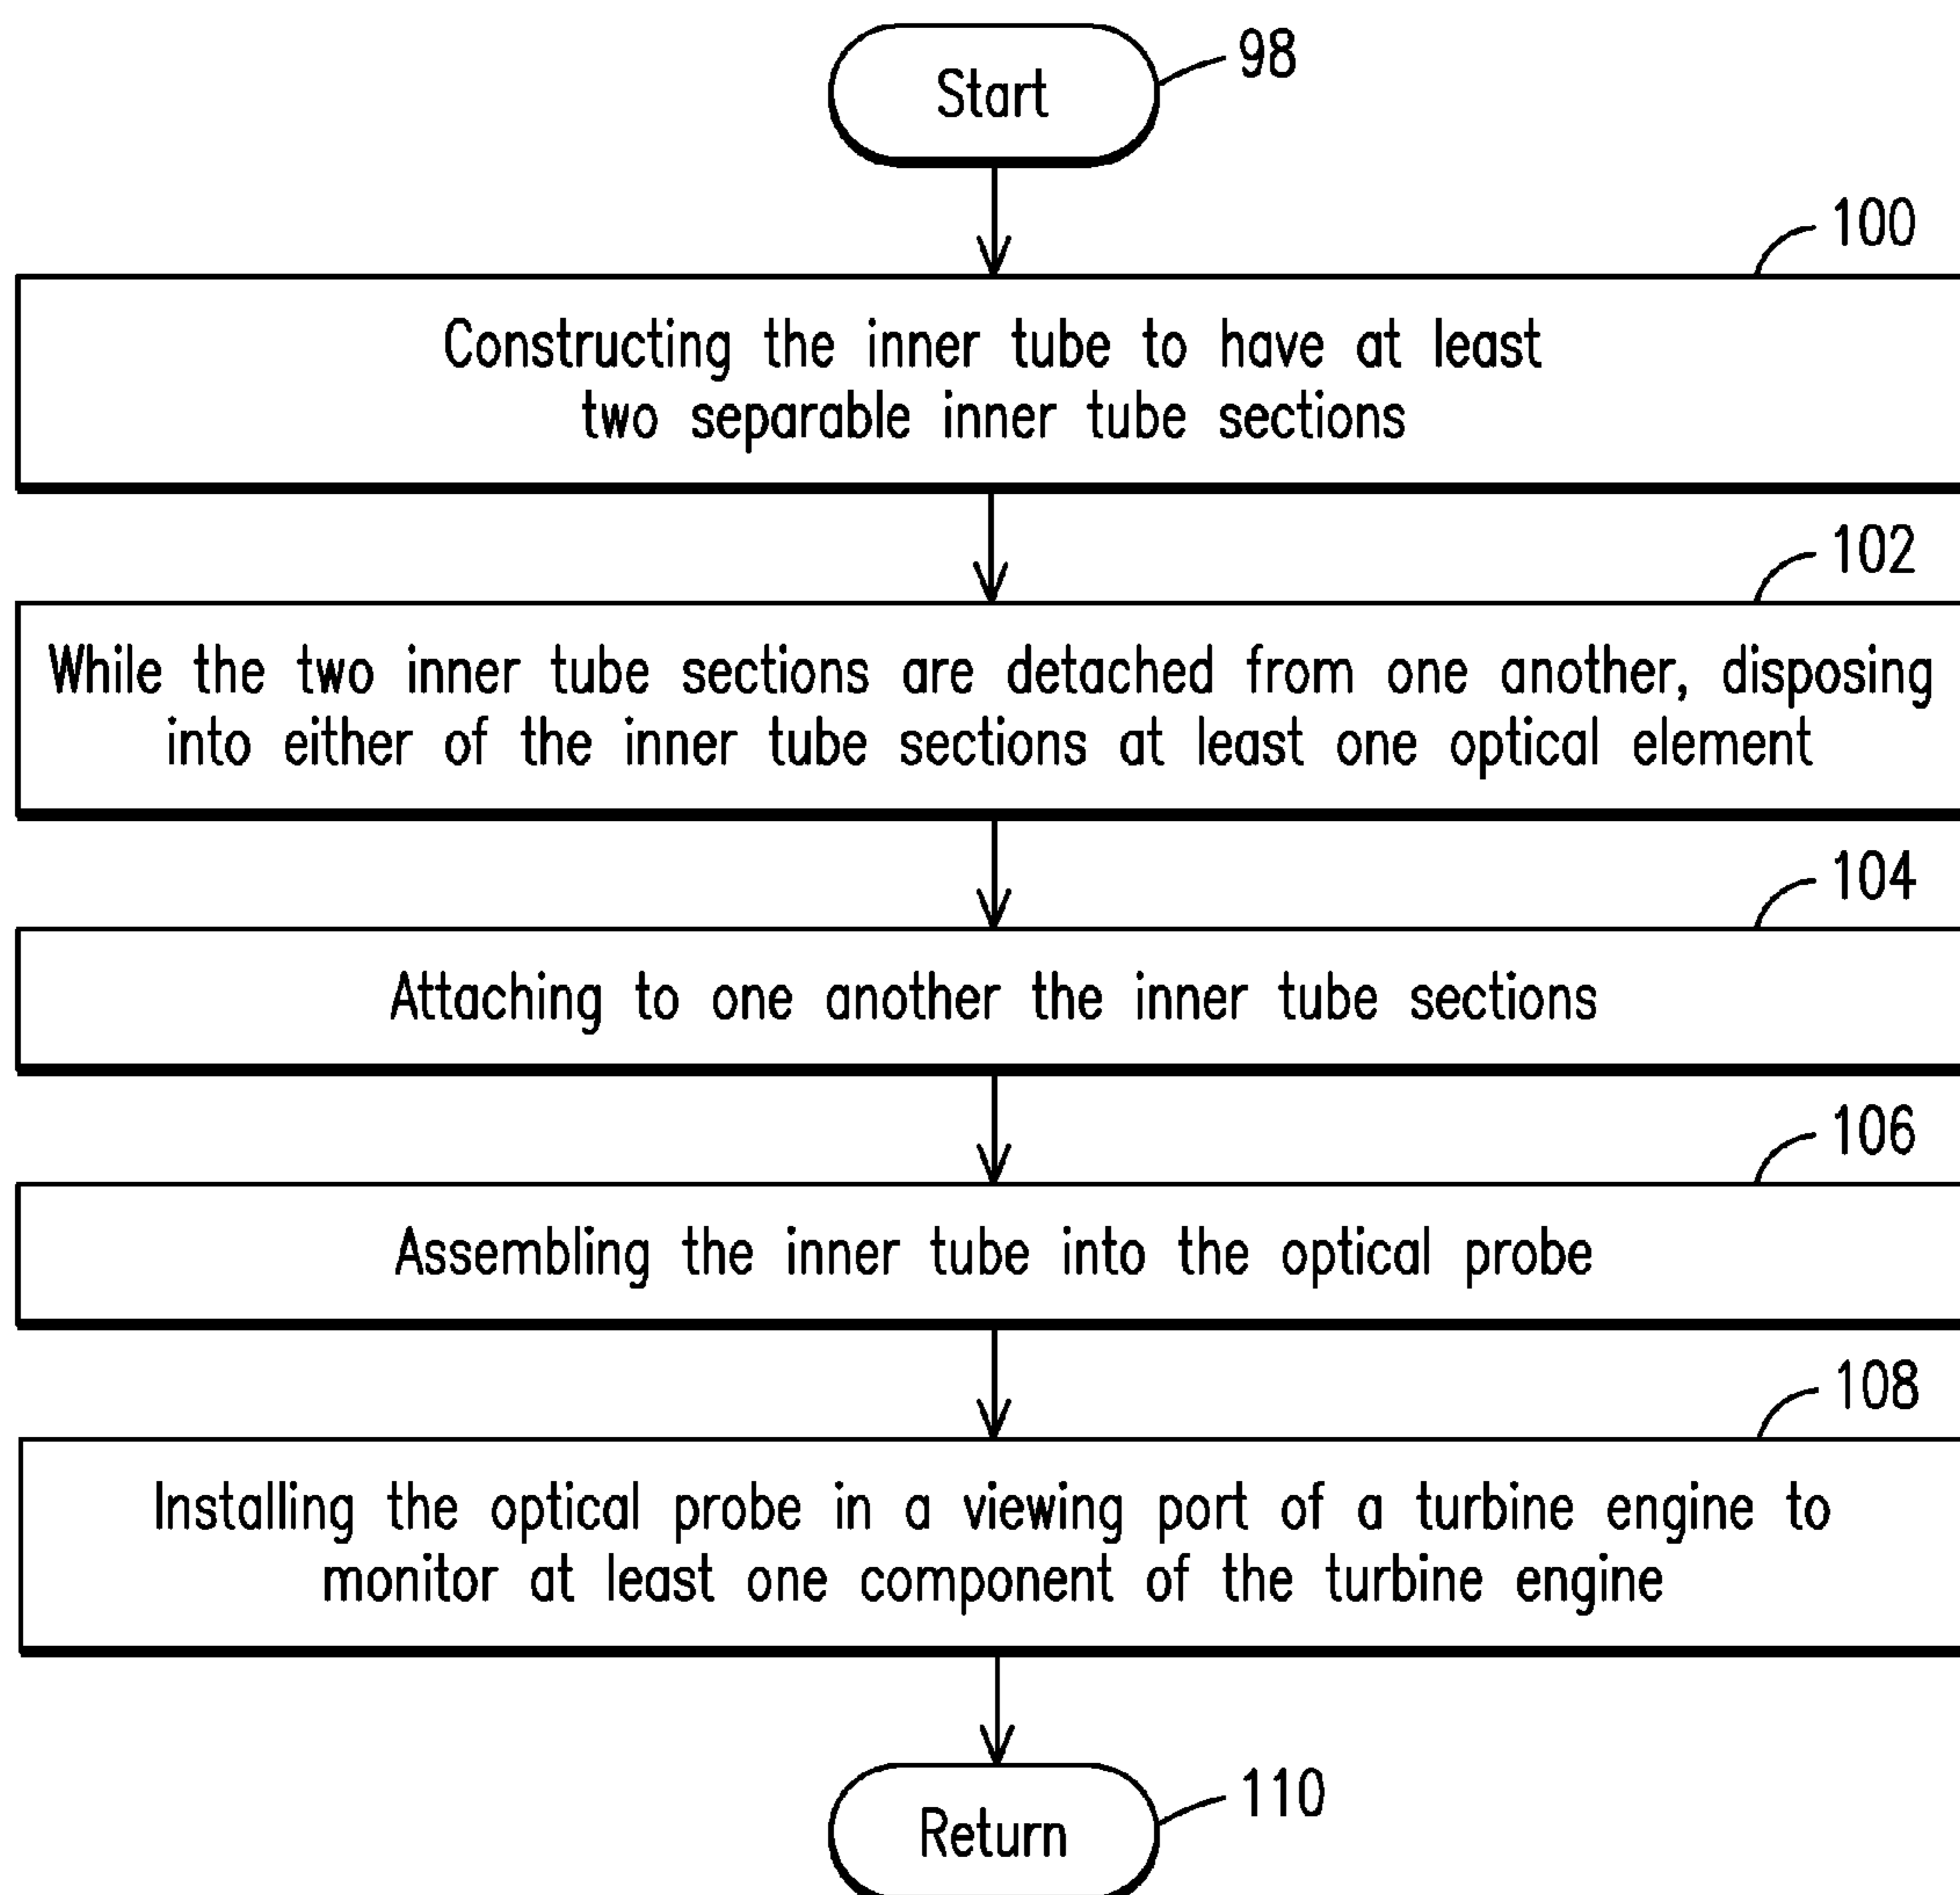 Start
98
100
Constructing the inner tube to have at least
two separable inner tube sections
102
While the two inner tube sections are detached from one another, disposing
into either of the inner tube sections at least one optical element
104
Attaching to one another the inner tube sections
106
Assembling the inner tube into the optical probe
108
Installing the optical probe in a viewing port of a turbine engine to
monitor at least one component of the turbine engine
110
Return